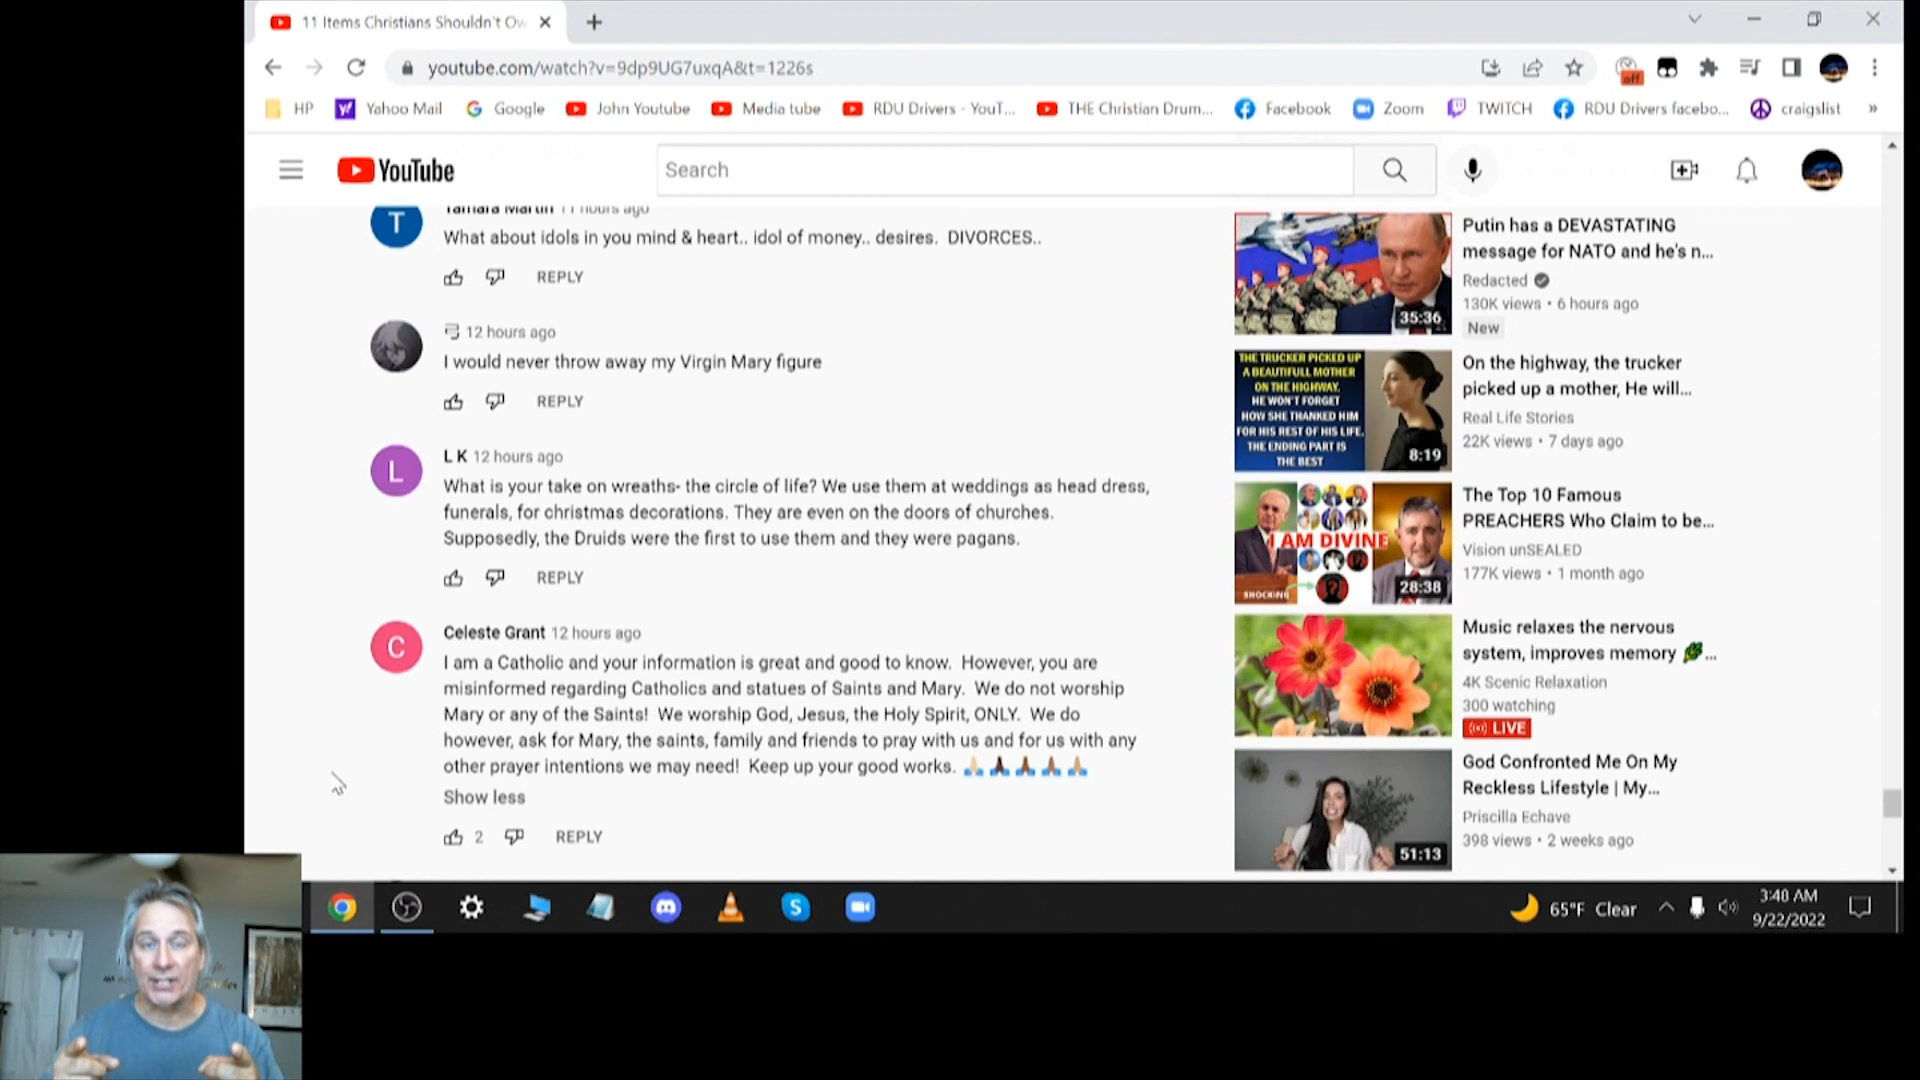 11 Items Christians Shouldn't Ow
youtube.com/watch?v=9dp9UG7uxqA&t=1226s
off
HP
Yahoo Mail
Google
John Youtube
Media tube
RDU Drivers - YouT...
THE Christian Drum...
Facebook
Zoom
TWITCH
RDU Drivers facebo...
craigslist
»
YouTube
Search
Tamara Martin 11 hours ago
T
What about idols in you mind & heart.. idol of money.. desires. DIVORCES..
REPLY
12 hours ago
I would never throw away my Virgin Mary figure
REPLY
L
L K 12 hours ago
What is your take on wreaths- the circle of life? We use them at weddings as head dress,
funerals, for christmas decorations. They are even on the doors of churches.
Supposedly, the Druids were the first to use them and they were pagans.
REPLY
C
Celeste Grant 12 hours ago
I am a Catholic and your information is great and good to know. However, you are
misinformed regarding Catholics and statues of Saints and Mary. We do not worship
Mary or any of the Saints! We worship God, Jesus, the Holy Spirit, ONLY. We do
however, ask for Mary, the saints, family and friends to pray with us and for us with any
other prayer intentions we may need! Keep up your good works. 🙏🏻🙏🏿🙏🏾🙏🏽🙏🏼
Show less
2
REPLY
35:36
Putin has a DEVASTATING
message for NATO and he's n...
Redacted
130K views • 6 hours ago
New
THE TRUCKER PICKED UP
A BEAUTIFULL MOTHER
ON THE HIGHWAY.
HE WON'T FORGET
HOW SHE THANKED HIM
FOR HIS REST OF HIS LIFE.
THE ENDING PART IS
THE BEST
8:19
On the highway, the trucker
picked up a mother, He will...
Real Life Stories
22K views • 7 days ago
I AM DIVINE
SHOCKING
28:38
The Top 10 Famous
PREACHERS Who Claim to be...
Vision unSEALED
177K views • 1 month ago
Music relaxes the nervous
system, improves memory 🌿...
4K Scenic Relaxation
300 watching
LIVE
51:13
God Confronted Me On My
Reckless Lifestyle | My...
Priscilla Echave
398 views • 2 weeks ago
S
65°F Clear
3:40 AM
9/22/2022